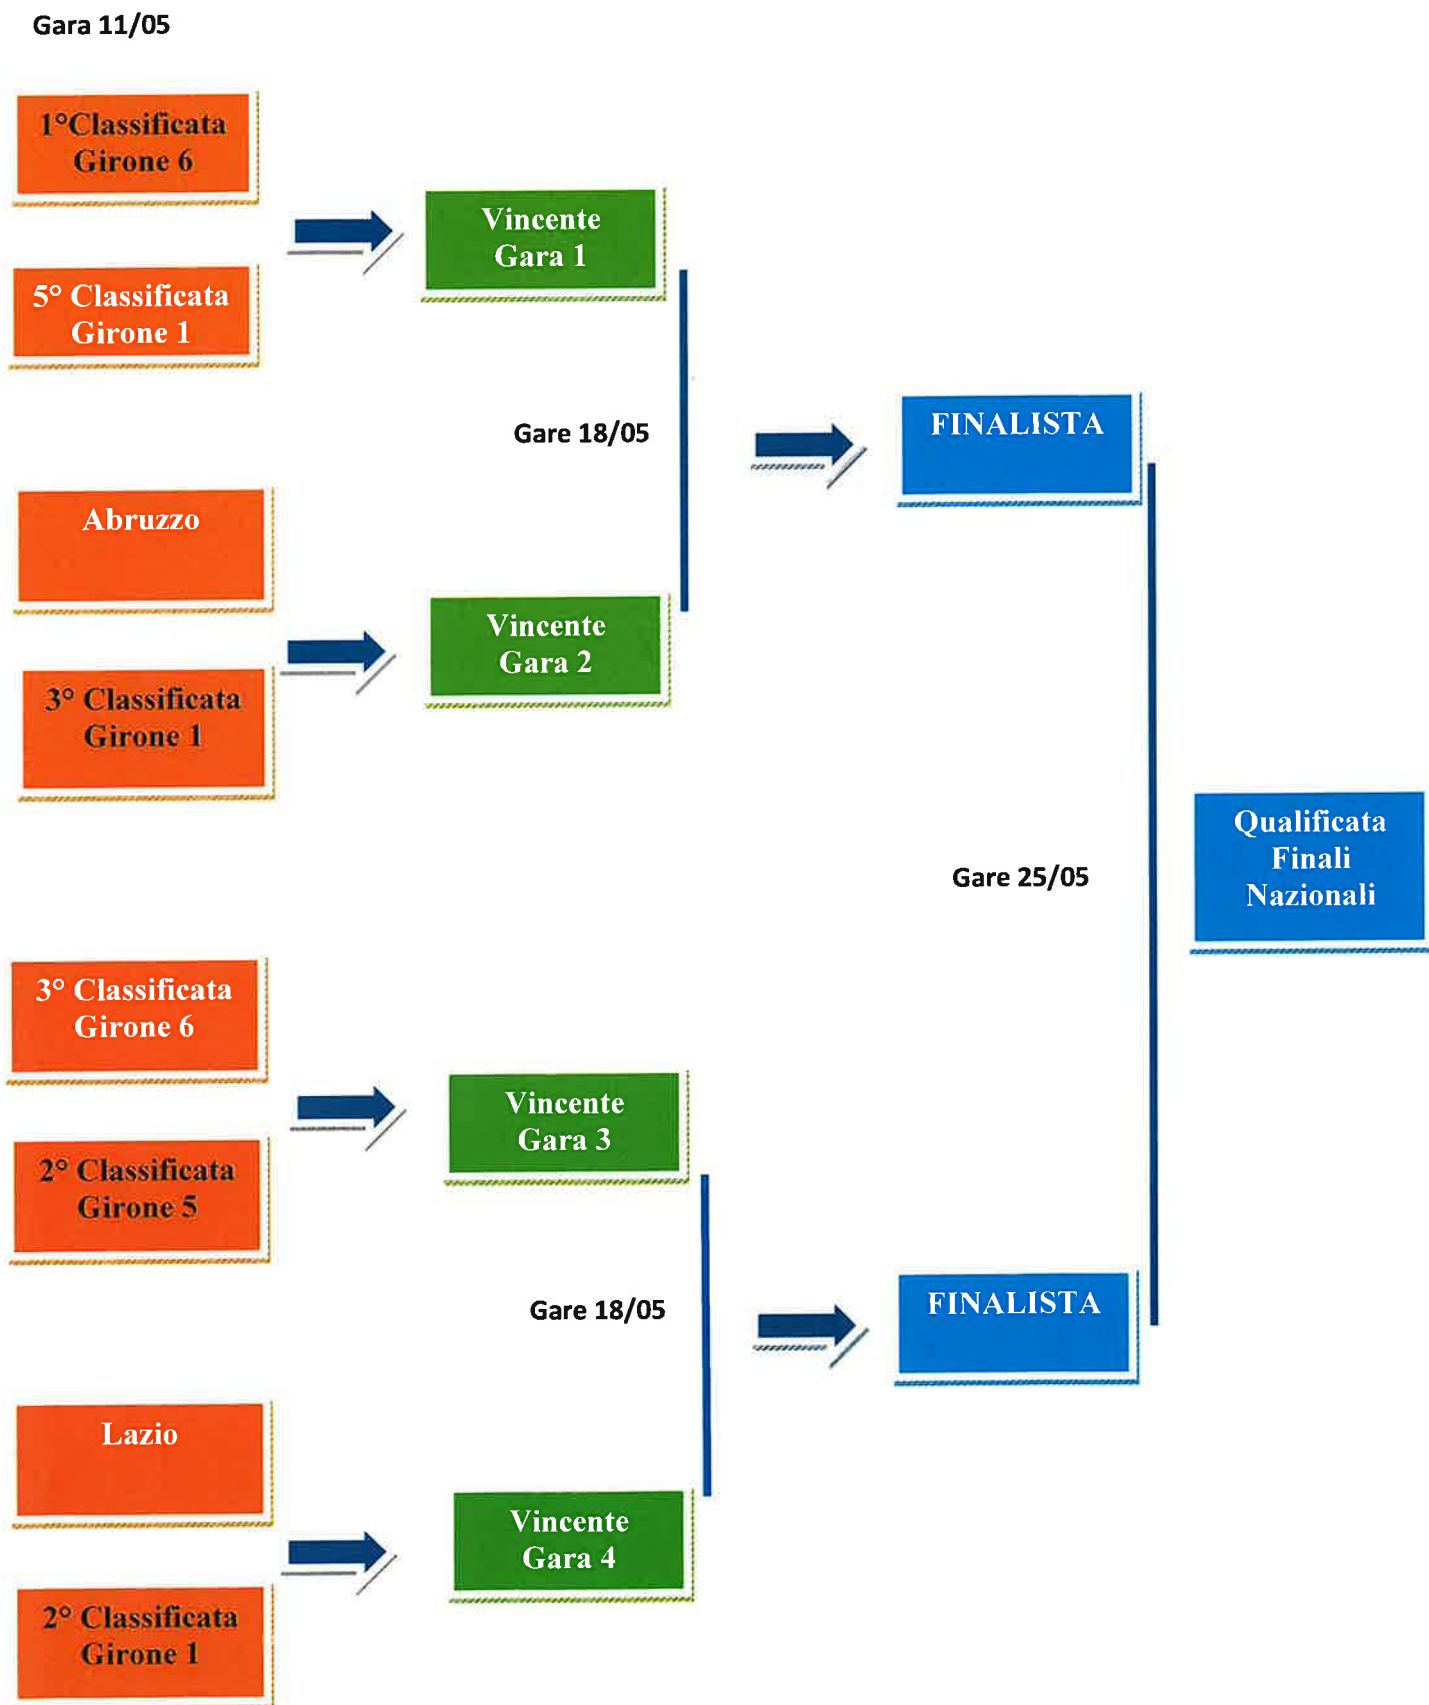 Gara 11/05
1°Classificata
Girone 6
5° Classificata
Girone 1
Vincente
Gara 1
Gare 18/05
FINALISTA
Abruzzo
3° Classificata
Girone 1
Vincente
Gara 2
Qualificata
Finali
Nazionali
Gare 25/05
3° Classificata
Girone 6
2° Classificata
Girone 5
Vincente
Gara 3
Gare 18/05
FINALISTA
Lazio
2° Classificata
Girone 1
Vincente
Gara 4